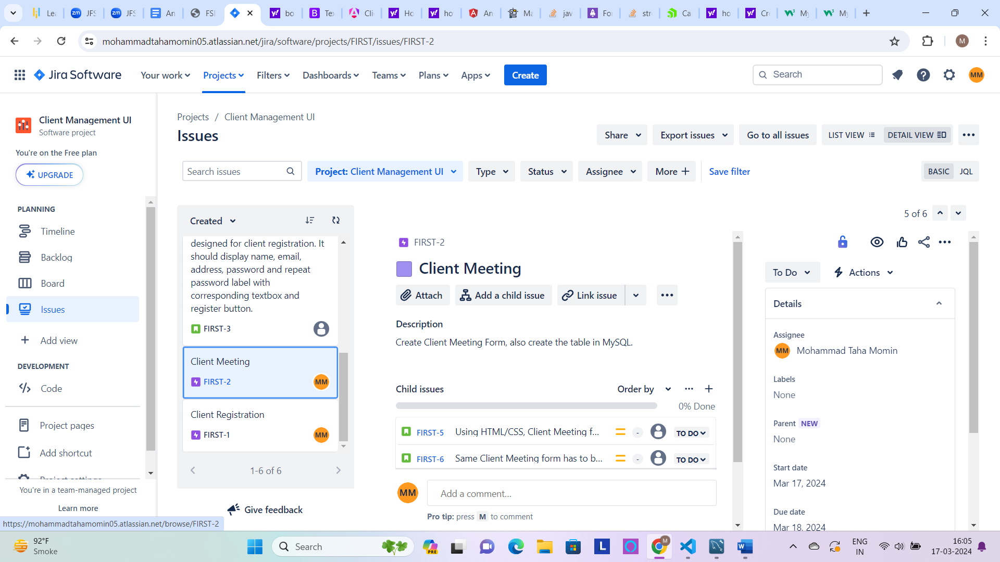 Lea
JFS
JFS
An
FSI
bo
Tex
Clie
Ho
ho
An
Ma
jav
For
stri
Ca
ho
Cre
My
My
mohammadtahamomin05.atlassian.net/jira/software/projects/FIRST/issues/FIRST-2
M
Jira Software
Your work
Projects
Filters
Dashboards
Teams
Plans
Apps
Create
Search
MM
Client Management UI
Software project
You're on the Free plan
UPGRADE
PLANNING
Timeline
Backlog
Board
Issues
Add view
DEVELOPMENT
Code
Project pages
Add shortcut
Project settings
You're in a team-managed project
Learn more
https://mohammadtahamomin05.atlassian.net/browse/FIRST-2
Projects / Client Management UI
Issues
Share
Export issues
Go to all issues
LIST VIEW
DETAIL VIEW
Search issues
Project: Client Management UI
Type
Status
Assignee
More
Save filter
BASIC
JQL
Created
designed for client registration. It
should display name, email,
address, password and repeat
password label with
corresponding textbox and
register button.
FIRST-3
Client Meeting
FIRST-2
MM
Client Registration
FIRST-1
MM
1-6 of 6
Give feedback
5 of 6
FIRST-2
Client Meeting
Attach
Add a child issue
Link issue
Description
Create Client Meeting Form, also create the table in MySQL.
Child issues
Order by
0% Done
FIRST-5 Using HTML/CSS, Client Meeting f... - TO DO
FIRST-6 Same Client Meeting form has to b... - TO DO
MM
Add a comment...
Pro tip: press M to comment
To Do
Actions
Details
Assignee
MM Mohammad Taha Momin
Labels
None
Parent NEW
None
Start date
Mar 17, 2024
Due date
Mar 18, 2024
92°F
Smoke
Search
PRE
L
M
ENG
IN
16:05
17-03-2024